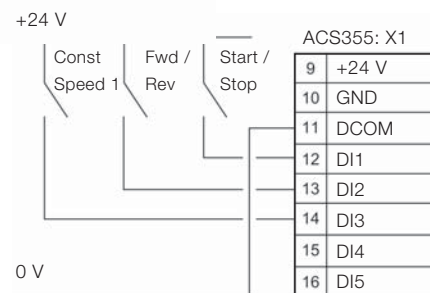 +24 V
Const
Speed 1
Fwd /
Rev
Start /
Stop
ACS355: X1
9 +24 V
10 GND
11 DCOM
12 DI1
13 DI2
14 DI3
15 DI4
16 DI5
0 V